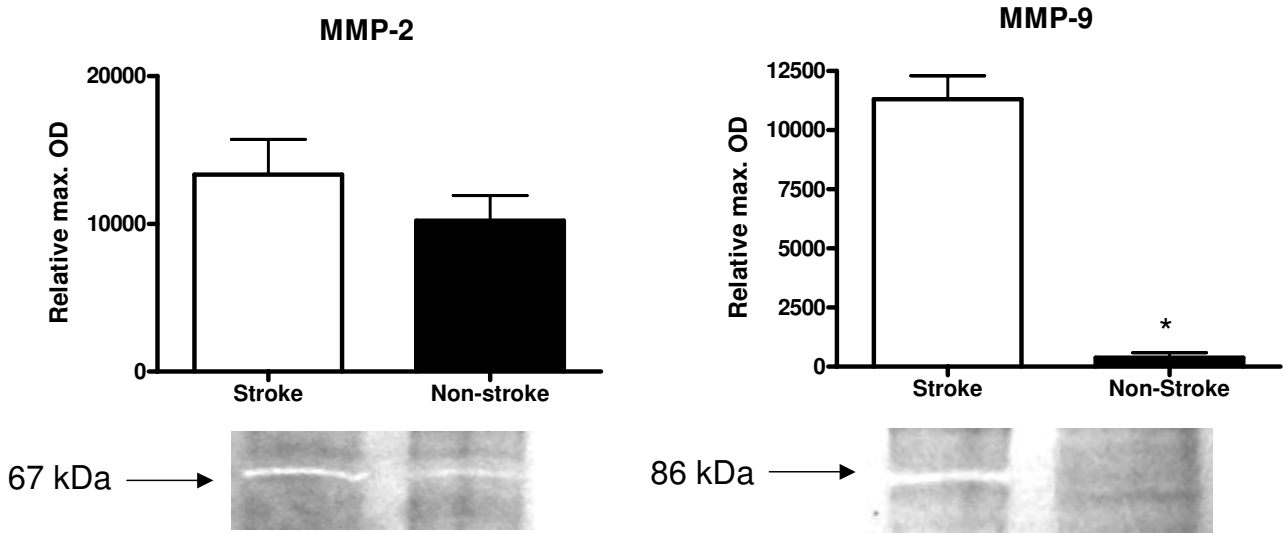 MMP-2
20000
10000
0
Relative max. OD
Stroke
Non-stroke
67 kDa
MMP-9
12500
10000
7500
5000
2500
0
Relative max. OD
*
Stroke
Non-Stroke
86 kDa